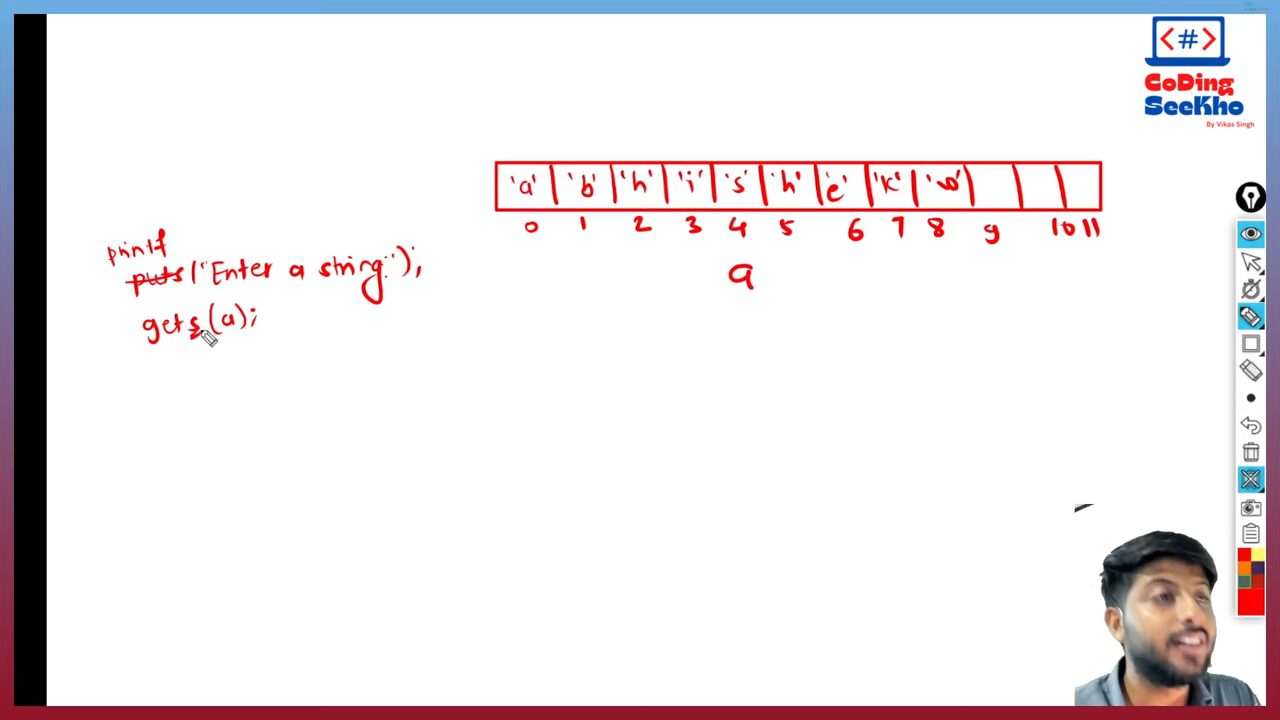 <#>
CoDing
SeeKho
By Vikas Singh
'a' 'b' 'h' 'i' 's' 'h' 'e' 'k' '\0'
0 1 2 3 4 5 6 7 8 9 10 11
a
printf
puts("Enter a string:");
gets(a);